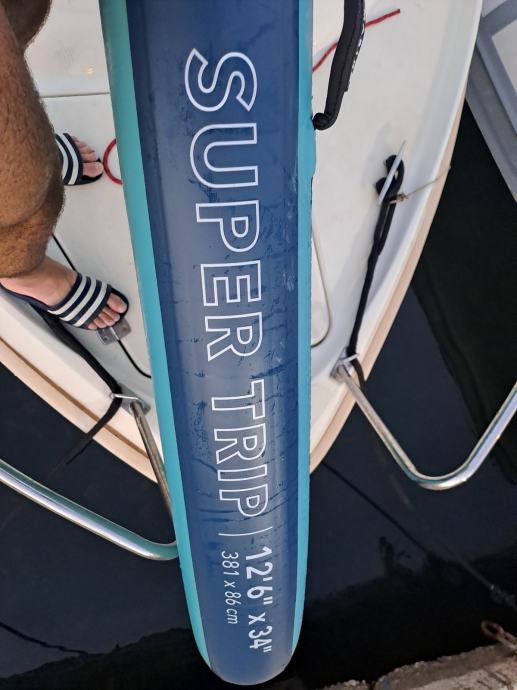 SUPER TRIP | 12'6" x 34"
381 x 86 cm